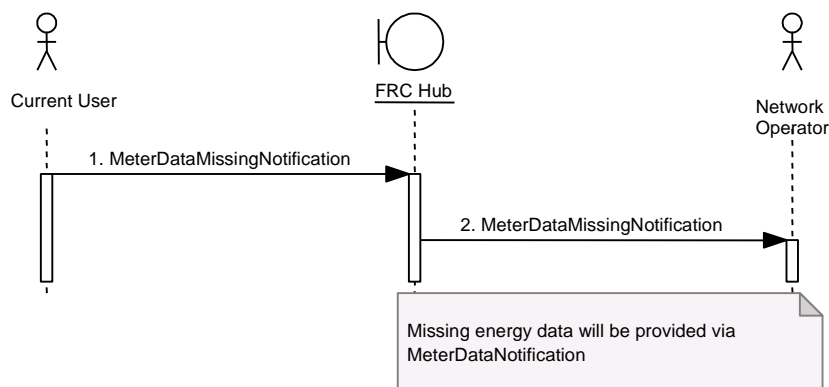 Current User
FRC Hub
Network
Operator
1. MeterDataMissingNotification
2. MeterDataMissingNotification
Missing energy data will be provided via
MeterDataNotification